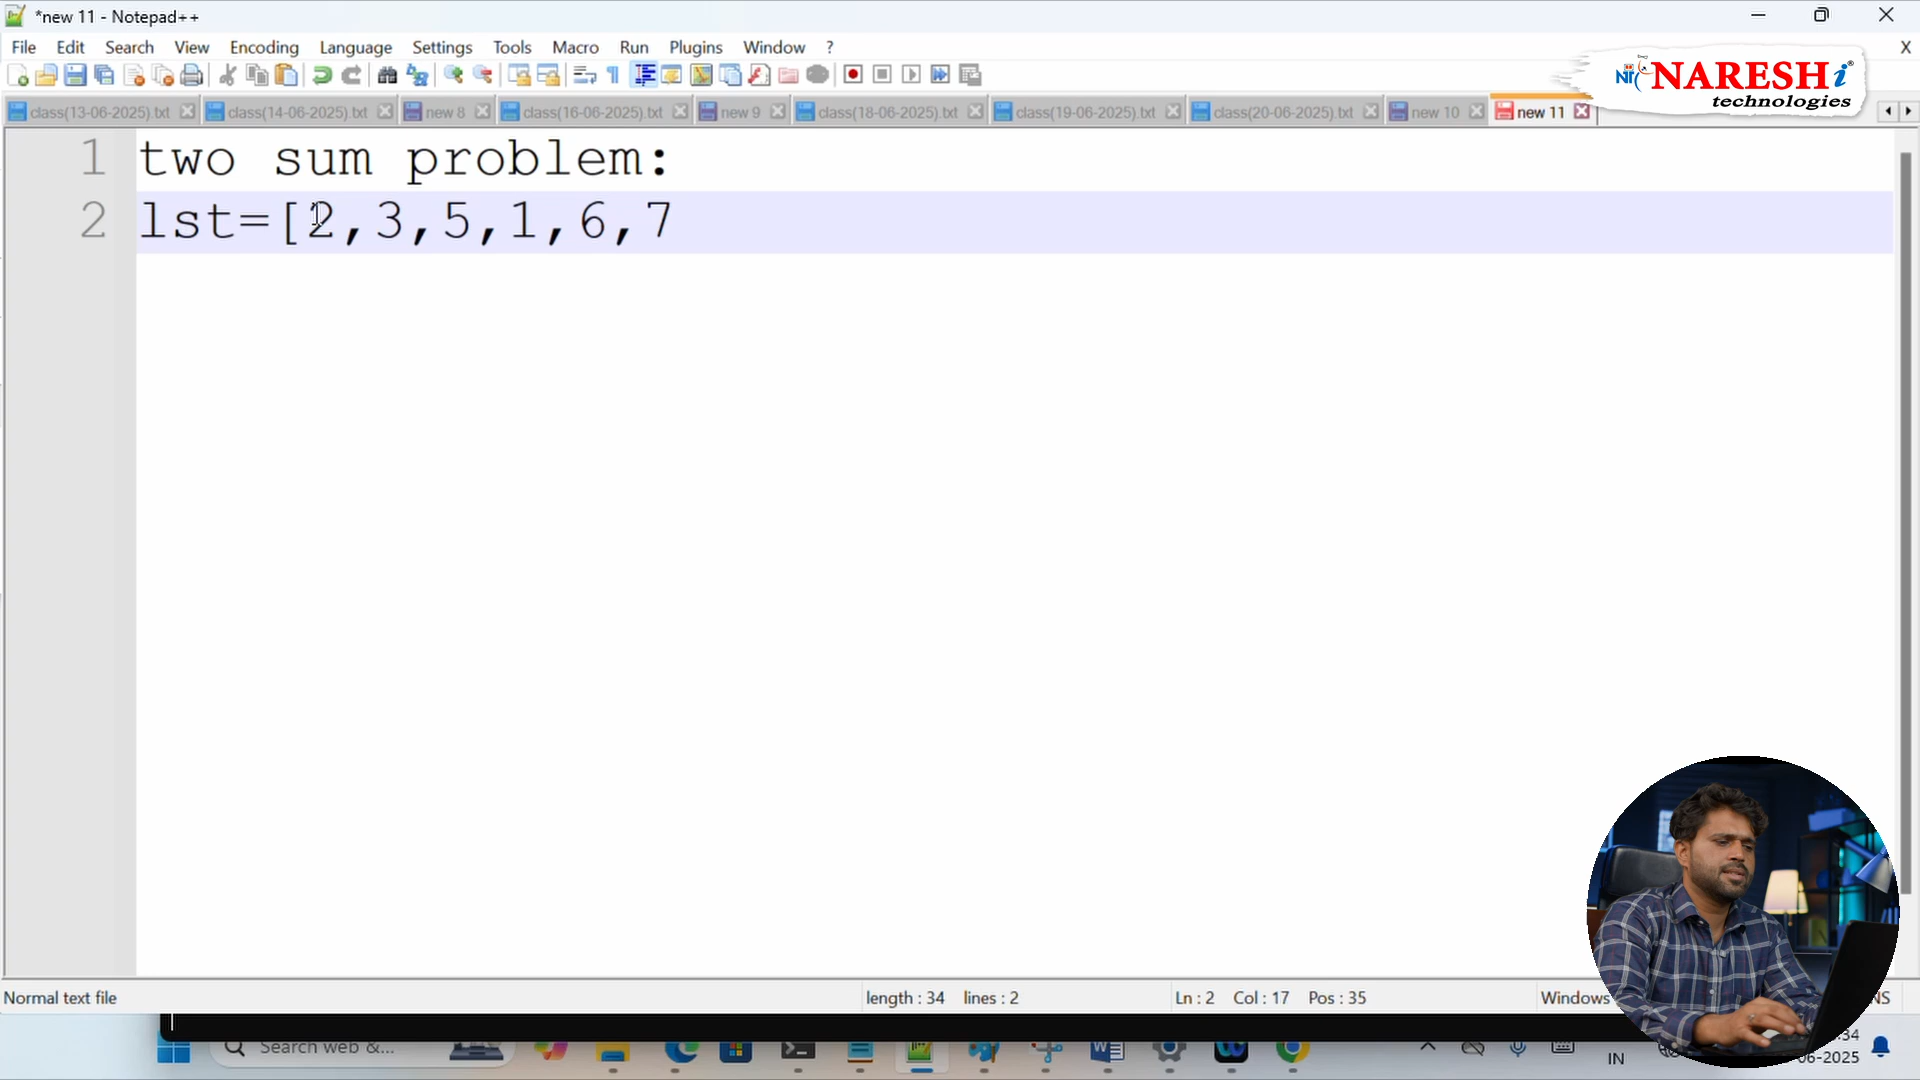 *new 11 - Notepad++
File Edit Search View Encoding Language Settings Tools Macro Run Plugins Window ? X
NARESH i
technologies
class(13-06-2025).txt class(14-06-2025).txt new 8 class(16-06-2025).txt new 9 class(18-06-2025).txt class(19-06-2025).txt class(20-06-2025).txt new 10 new 11
1 two sum problem:
2 lst=[2,3,5,1,6,7
Normal text file length : 34 lines : 2 Ln : 2 Col : 17 Pos : 35 Windows
Search web &...
IN